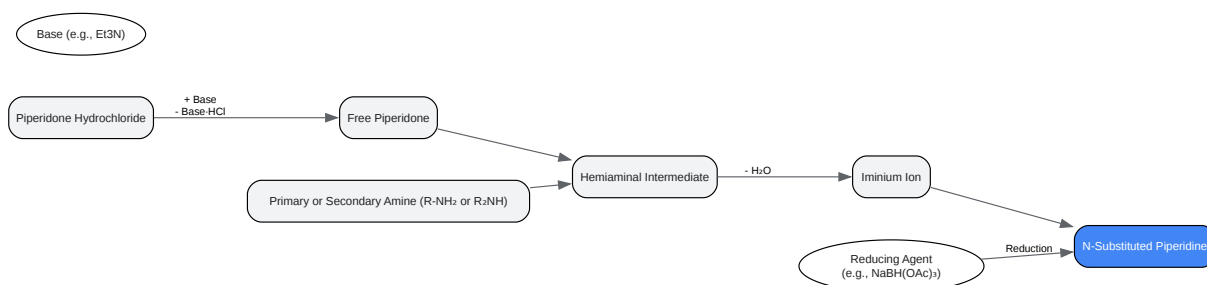 Base (e.g., Et3N)
+ Base
- Base·HCl
Piperidone Hydrochloride
Free Piperidone
Primary or Secondary Amine (R-NH₂ or R₂NH)
Hemiaminal Intermediate
- H₂O
Iminium Ion
Reducing Agent
(e.g., NaBH(OAc)₃)
Reduction
N-Substituted Piperidine